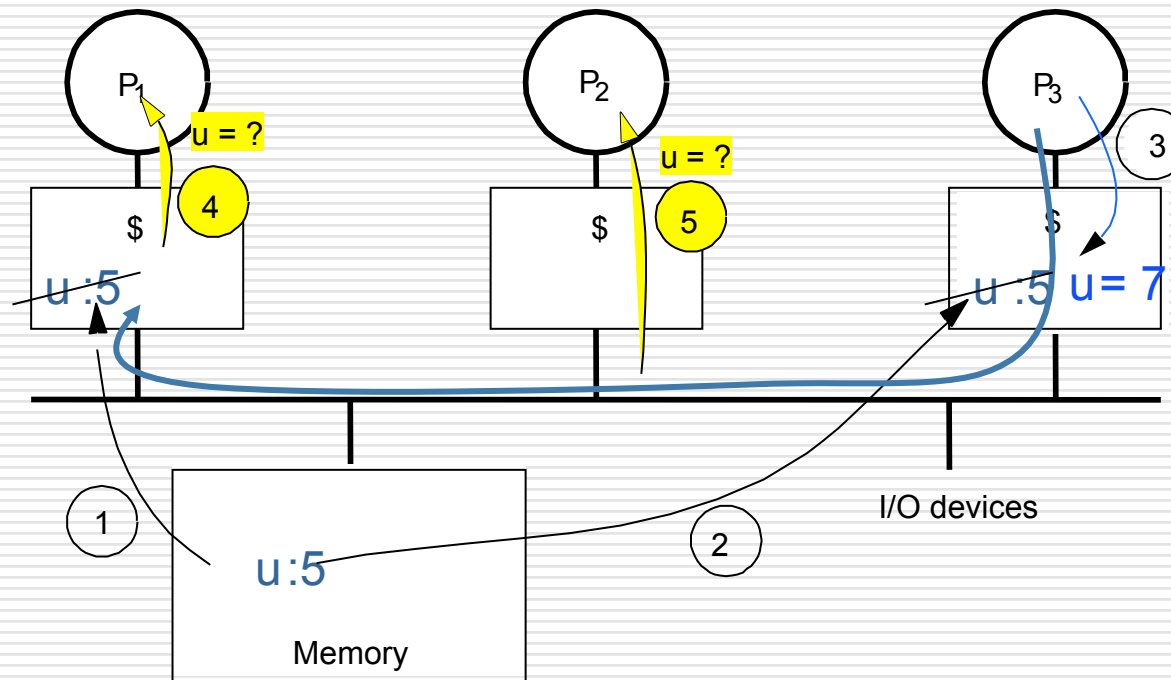 P1
P2
P3
u = ?
u = ?
3
4
5
$
$
$
u :5
u :5
u= 7
1
2
I/O devices
u:5
Memory